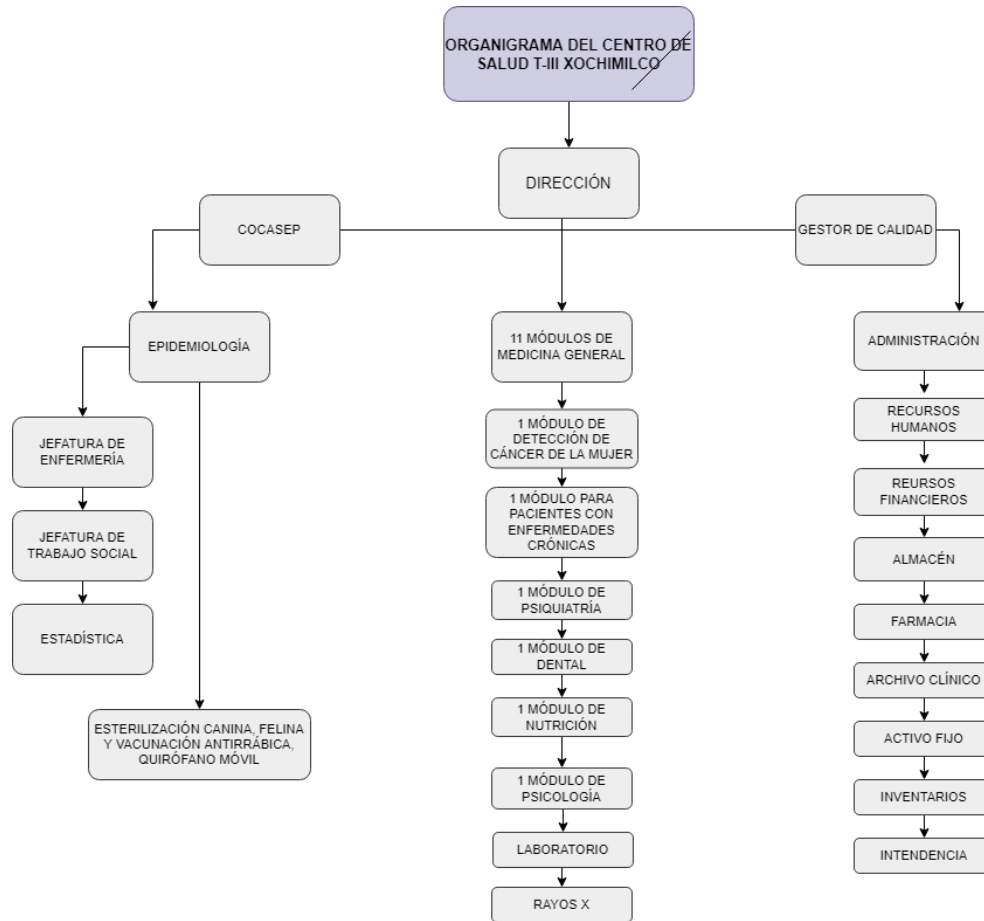 ORGANIGRAMA DEL CENTRO DE
SALUD T-III XOCHIMILCO
DIRECCIÓN
COCASEP
GESTOR DE CALIDAD
EPIDEMIOLOGÍA
JEFATURA DE
ENFERMERÍA
JEFATURA DE
TRABAJO SOCIAL
ESTADÍSTICA
ESTERILIZACIÓN CANINA, FELINA
Y VACUNACIÓN ANTIRRÁBICA,
QUIRÓFANO MÓVIL
11 MÓDULOS DE
MEDICINA GENERAL
1 MÓDULO DE
DETECCIÓN DE
CÁNCER DE LA MUJER
1 MÓDULO PARA
PACIENTES CON
ENFERMEDADES
CRÓNICAS
1 MÓDULO DE
PSIQUIATRÍA
1 MÓDULO DE
DENTAL
1 MÓDULO DE
NUTRICIÓN
1 MÓDULO DE
PSICOLOGÍA
LABORATORIO
RAYOS X
ADMINISTRACIÓN
RECURSOS
HUMANOS
REURSOS
FINANCIEROS
ALMACÉN
FARMACIA
ARCHIVO CLÍNICO
ACTIVO FIJO
INVENTARIOS
INTENDENCIA